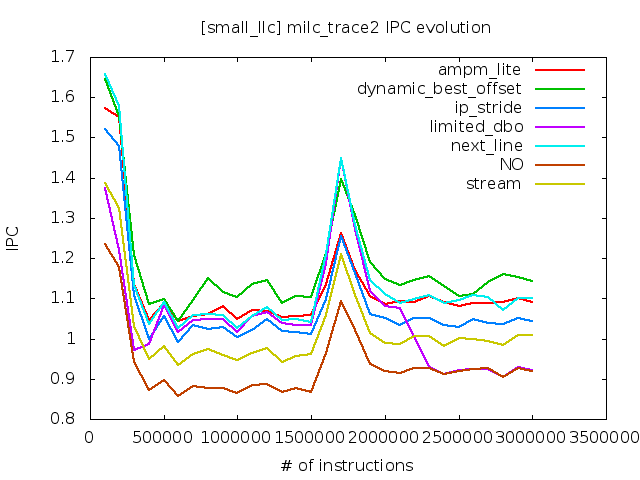 [small_llc] milc_trace2 IPC evolution
1.7
1.6
1.5
1.4
1.3
1.2
1.1
1
0.9
0.8
IPC
ampm_lite
dynamic_best_offset
ip_stride
limited_dbo
next_line
NO
stream
0 500000 1000000 1500000 2000000 2500000 3000000 3500000
# of instructions